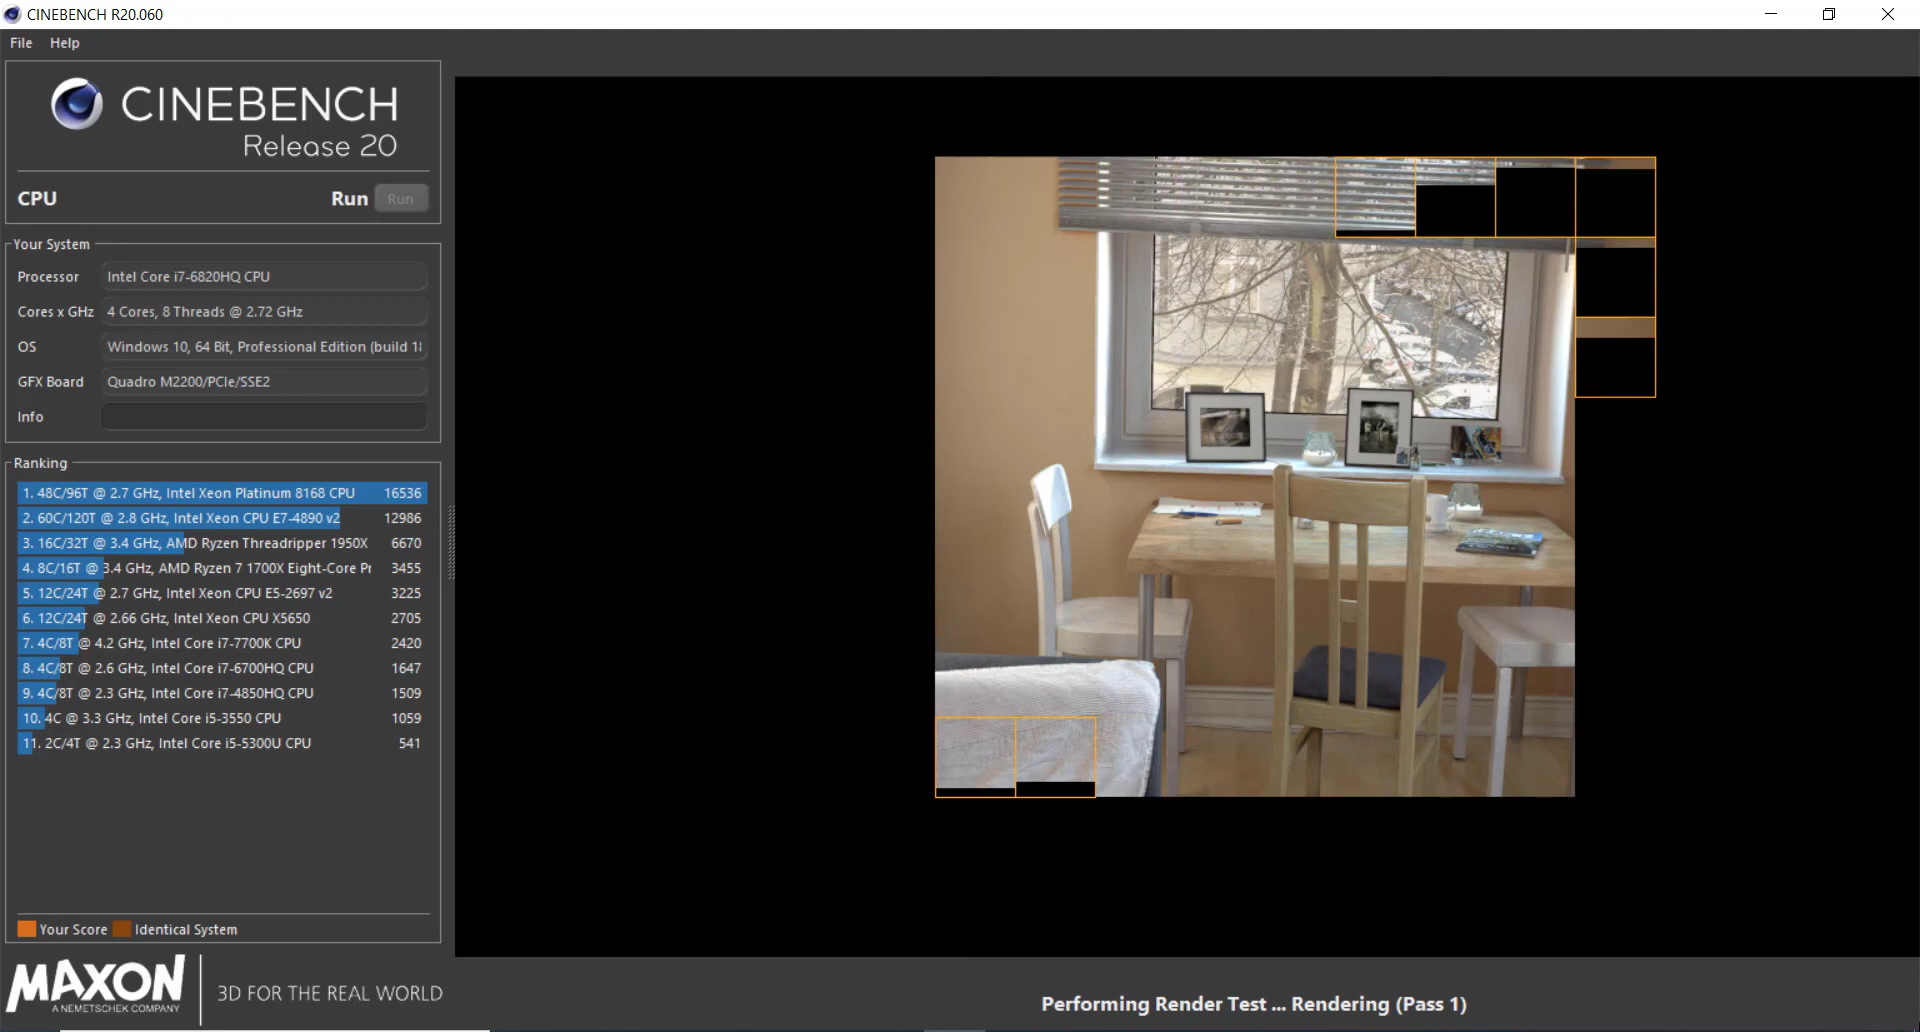 CINEBENCH R20.060
File Help
CINEBENCH
Release 20
CPU Run Run
Your System
Processor Intel Core i7-6820HQ CPU
Cores x GHz 4 Cores, 8 Threads @ 2.72 GHz
OS Windows 10, 64 Bit, Professional Edition (build
GFX Board Quadro M2200/PCIe/SSE2
Info
Ranking
1. 48C/96T @ 2.7 GHz, Intel Xeon Platinum 8168 CPU 16536
2. 60C/120T @ 2.8 GHz, Intel Xeon CPU E7-4890 v2 12986
3. 16C/32T @ 3.4 GHz, AMD Ryzen Threadripper 1950X 6670
4. 8C/16T @ 3.4 GHz, AMD Ryzen 7 1700X Eight-Core Pr 3455
5. 12C/24T @ 2.7 GHz, Intel Xeon CPU E5-2697 v2 3225
6. 12C/24T @ 2.66 GHz, Intel Xeon CPU X5650 2705
7. 4C/8T @ 4.2 GHz, Intel Core i7-7700K CPU 2420
8. 4C/8T @ 2.6 GHz, Intel Core i7-6700HQ CPU 1647
9. 4C/8T @ 2.3 GHz, Intel Core i7-4850HQ CPU 1509
10. 4C @ 3.3 GHz, Intel Core i5-3550 CPU 1059
11. 2C/4T @ 2.3 GHz, Intel Core i5-5300U CPU 541
Your Score Identical System
MAXON
A NEMETSCHEK COMPANY
3D FOR THE REAL WORLD
Performing Render Test ... Rendering (Pass 1)